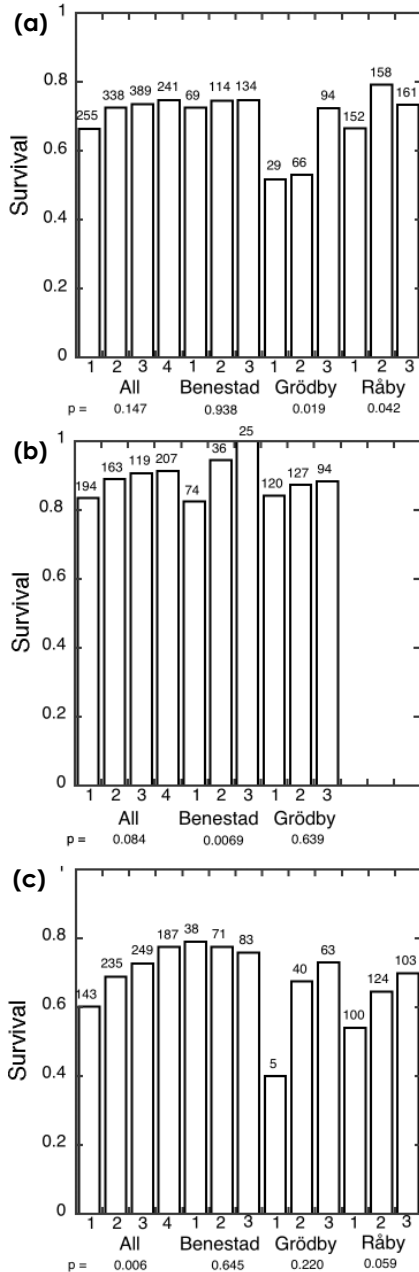 (a)
1
0.8
0.6
0.4
0.2
0
Survival
255 338 389 241 69 114 134 29 66 94 152 158 161
1 2 3 4 1 2 3 1 2 3 1 2 3
All Benestad Grödby Råby
p = 0.147 0.938 0.019 0.042
(b)
1
0.8
0.6
0.4
0.2
0
Survival
194 163 119 207 74 36 25 120 127 94
1 2 3 4 1 2 3 1 2 3
All Benestad Grödby
p = 0.084 0.0069 0.639
(c)
0.8
0.6
0.4
0.2
0
Survival
143 235 249 187 38 71 83 5 40 63 100 124 103
1 2 3 4 1 2 3 1 2 3 1 2 3
All Benestad Grödby Råby
p = 0.006 0.645 0.220 0.059